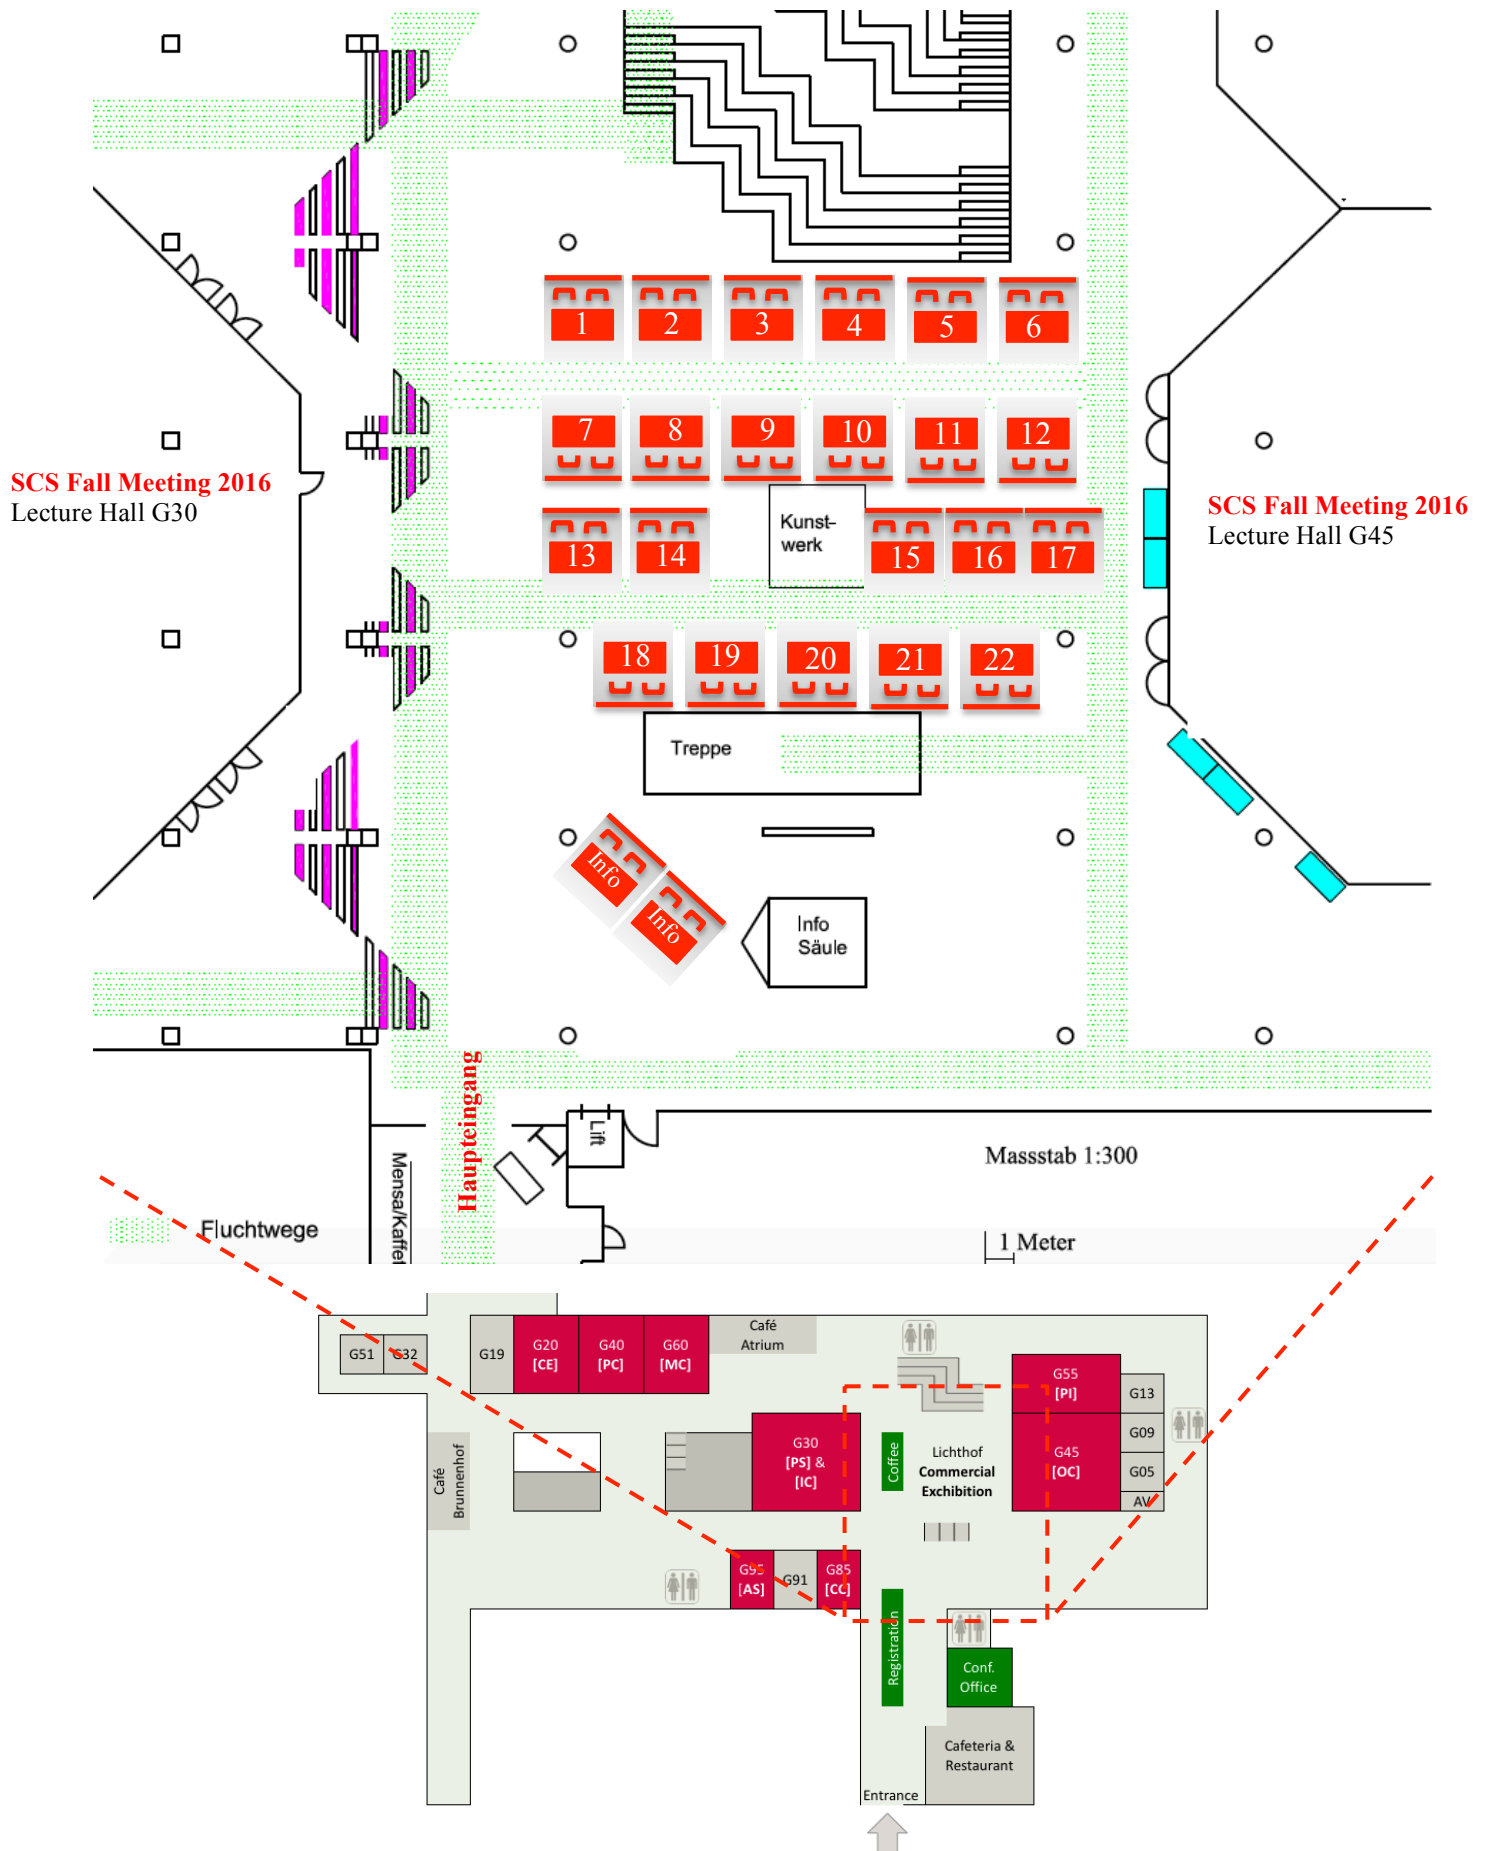 1 2 3 4 5 6
7 8 9 10 11 12
SCS Fall Meeting 2016
Lecture Hall G30
SCS Fall Meeting 2016
Lecture Hall G45
Kunst-
werk
13 14 15 16 17
18 19 20 21 22
Treppe
Info
Info
Info
Säule
Haupteingang
Lift
Mensa/Kaffet
Massstab 1:300
Fluchtwege
1 Meter
G51
G32
G19
G20
[CE]
G40
[PC]
G60
[MC]
Café
Atrium
G55
[PI]
G13
G09
G05
AV
G45
[OC]
Café
Brunnenhof
G30
[PS] &
[IC]
Coffee
Lichthof
Commercial
Exchibition
G95
[AS]
G91
G85
[CC]
Registration
Conf.
Office
Cafeteria &
Restaurant
Entrance